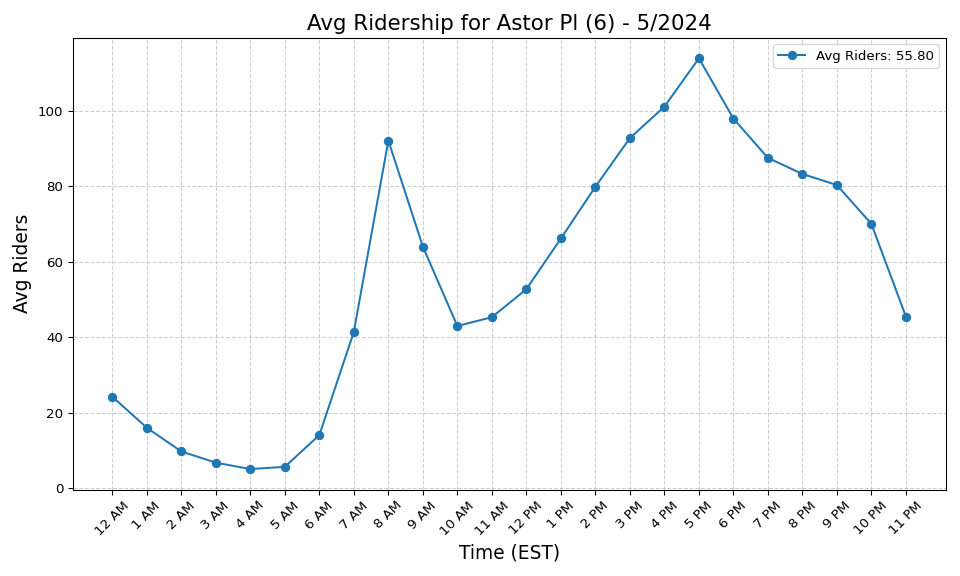 Avg Ridership for Astor Pl (6) - 5/2024
Avg Riders: 55.80
Avg Riders
100
80
60
40
20
0
12 AM
1 AM
2 AM
3 AM
4 AM
5 AM
6 AM
7 AM
8 AM
9 AM
10 AM
11 AM
12 PM
1 PM
2 PM
3 PM
4 PM
5 PM
6 PM
7 PM
8 PM
9 PM
10 PM
11 PM
Time (EST)